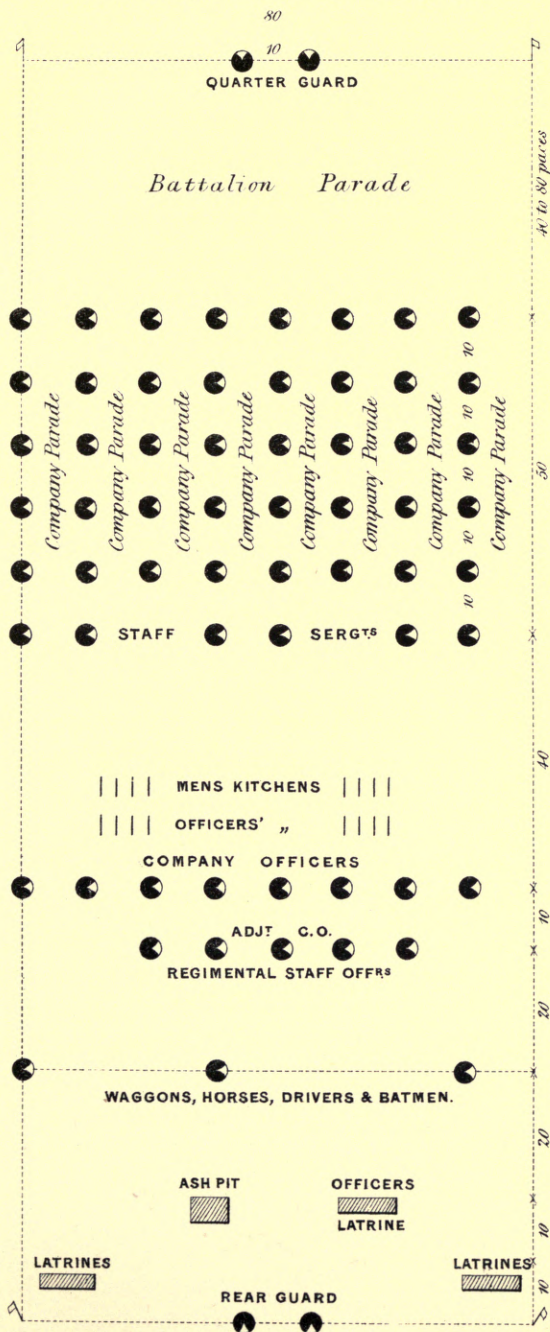 80
10
QUARTER GUARD
Battalion Parade
40 to 80 paces
10
10
10
10
10
Company Parade
Company Parade
Company Parade
Company Parade
Company Parade
Company Parade
Company Parade
Company Parade
50
STAFF SERGTS
40
MENS KITCHENS
OFFICERS' „
COMPANY OFFICERS
10
ADJT C.O.
REGIMENTAL STAFF OFFRS
20
WAGGONS, HORSES, DRIVERS & BATMEN.
20
ASH PIT
OFFICERS
LATRINE
10
LATRINES
LATRINES
10
REAR GUARD